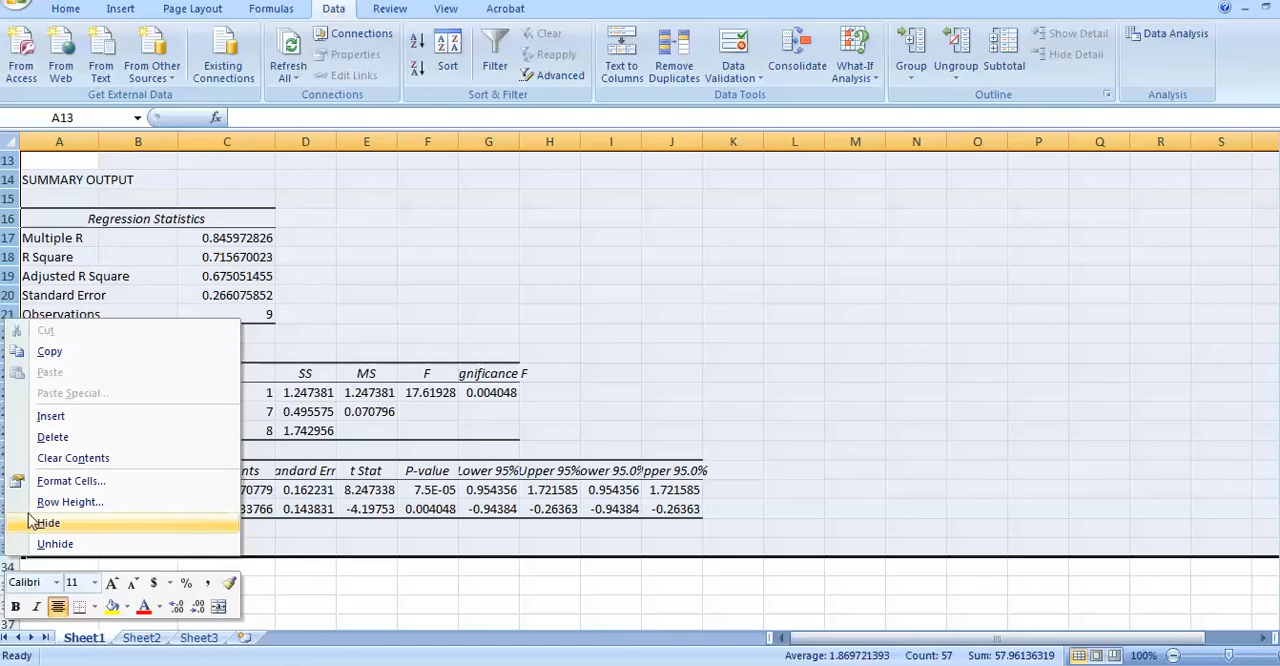 Home Insert Page Layout Formulas Data Review View Acrobat
From Access From Web From Text From Other Sources Existing Connections Refresh All Connections Properties Edit Links Sort Filter Clear Reapply Advanced Text to Columns Remove Duplicates Data Validation Consolidate What-If Analysis Group Ungroup Subtotal Show Detail Hide Detail Data Analysis
Get External Data Connections Sort & Filter Data Tools Outline Analysis
A13 fx
A B C D E F G H I J K L M N O P Q R S
13
14 SUMMARY OUTPUT
15
16 Regression Statistics
17 Multiple R 0.845972826
18 R Square 0.715670023
19 Adjusted R Square 0.675051455
20 Standard Error 0.266075852
21 Observations 9
Cut
Copy
Paste
Paste Special...
Insert
Delete
Clear Contents
Format Cells...
Row Height...
Hide
Unhide
SS MS F gnificance F
1 1.247381 1.247381 17.61928 0.004048
7 0.495575 0.070796
8 1.742956
nts andard Err t Stat P-value Lower 95% Upper 95% ower 95.0% pper 95.0%
70779 0.162231 8.247338 7.5E-05 0.954356 1.721585 0.954356 1.721585
33766 0.143831 -4.19753 0.004048 -0.94384 -0.26363 -0.94384 -0.26363
34
Calibri 11 A A $ % ,
B I A
37
Sheet1 Sheet2 Sheet3
Ready Average: 1.869721393 Count: 57 Sum: 57.96136319 100%